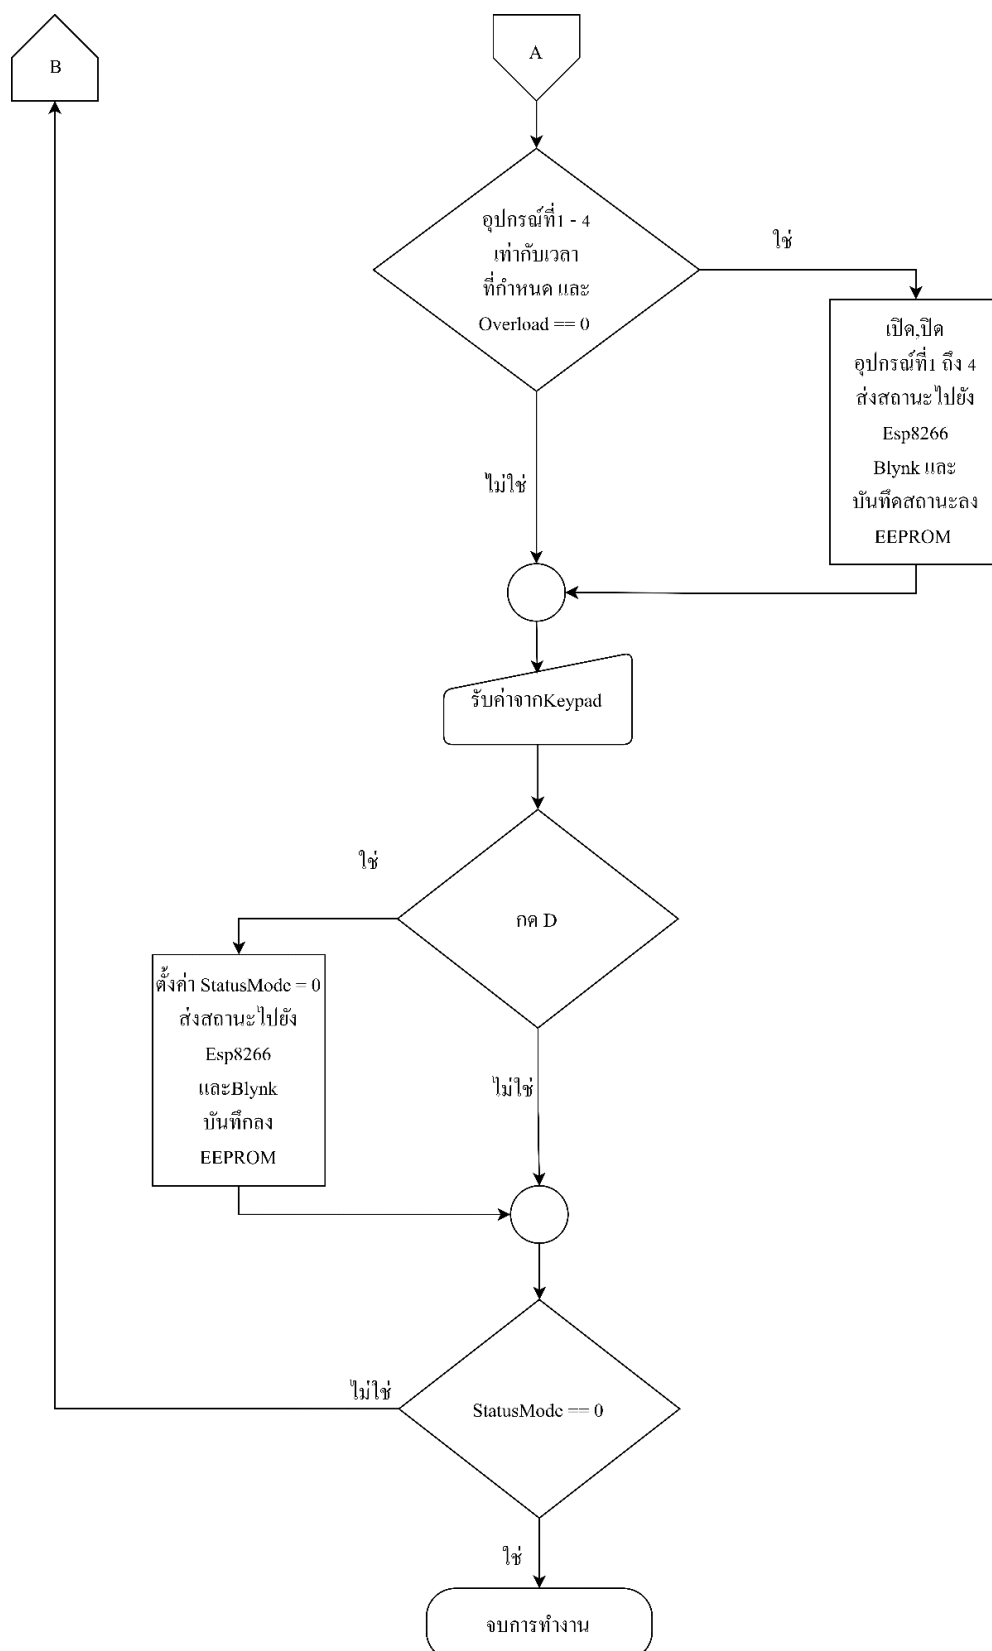 B
A
อุปกรณ์ที่1 - 4
เท่ากับเวลา
ที่กำหนด และ
Overload == 0
ใช่
เปิด,ปิด
อุปกรณ์ที่1 ถึง 4
ส่งสถานะไปยัง
Esp8266
Blynk และ
บันทึคสถานะลง
EEPROM
ไม่ใช่
รับค่าจากKeypad
ใช่
กด D
ตั้งค่า StatusMode = 0
ส่งสถานะไปยัง
Esp8266
และBlynk
บันทึกลง
EEPROM
ไม่ใช่
ไม่ใช่
StatusMode == 0
ใช่
จบการทำงาน